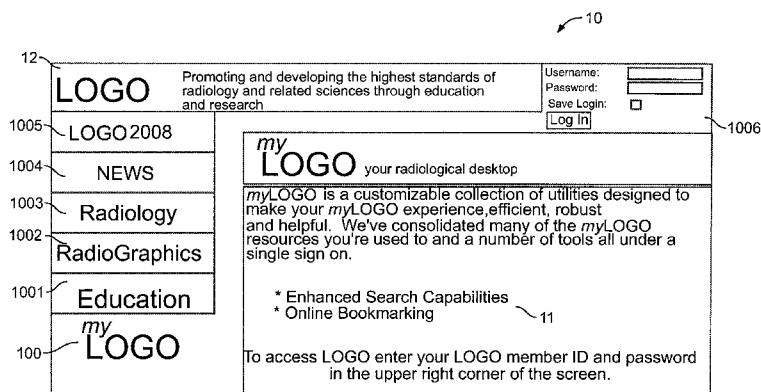 10
12
LOGO
Promoting and developing the highest standards of
radiology and related sciences through education
and research
Username:
Password:
Save Login:
Log In
1006
1005
LOGO 2008
1004
NEWS
1003
Radiology
1002
RadioGraphics
1001
Education
100
my
LOGO
my
LOGO your radiological desktop
myLOGO is a customizable collection of utilities designed to
make your myLOGO experience,efficient, robust
and helpful. We've consolidated many of the myLOGO
resources you're used to and a number of tools all under a
single sign on.
* Enhanced Search Capabilities
* Online Bookmarking
11
To access LOGO enter your LOGO member ID and password
in the upper right corner of the screen.